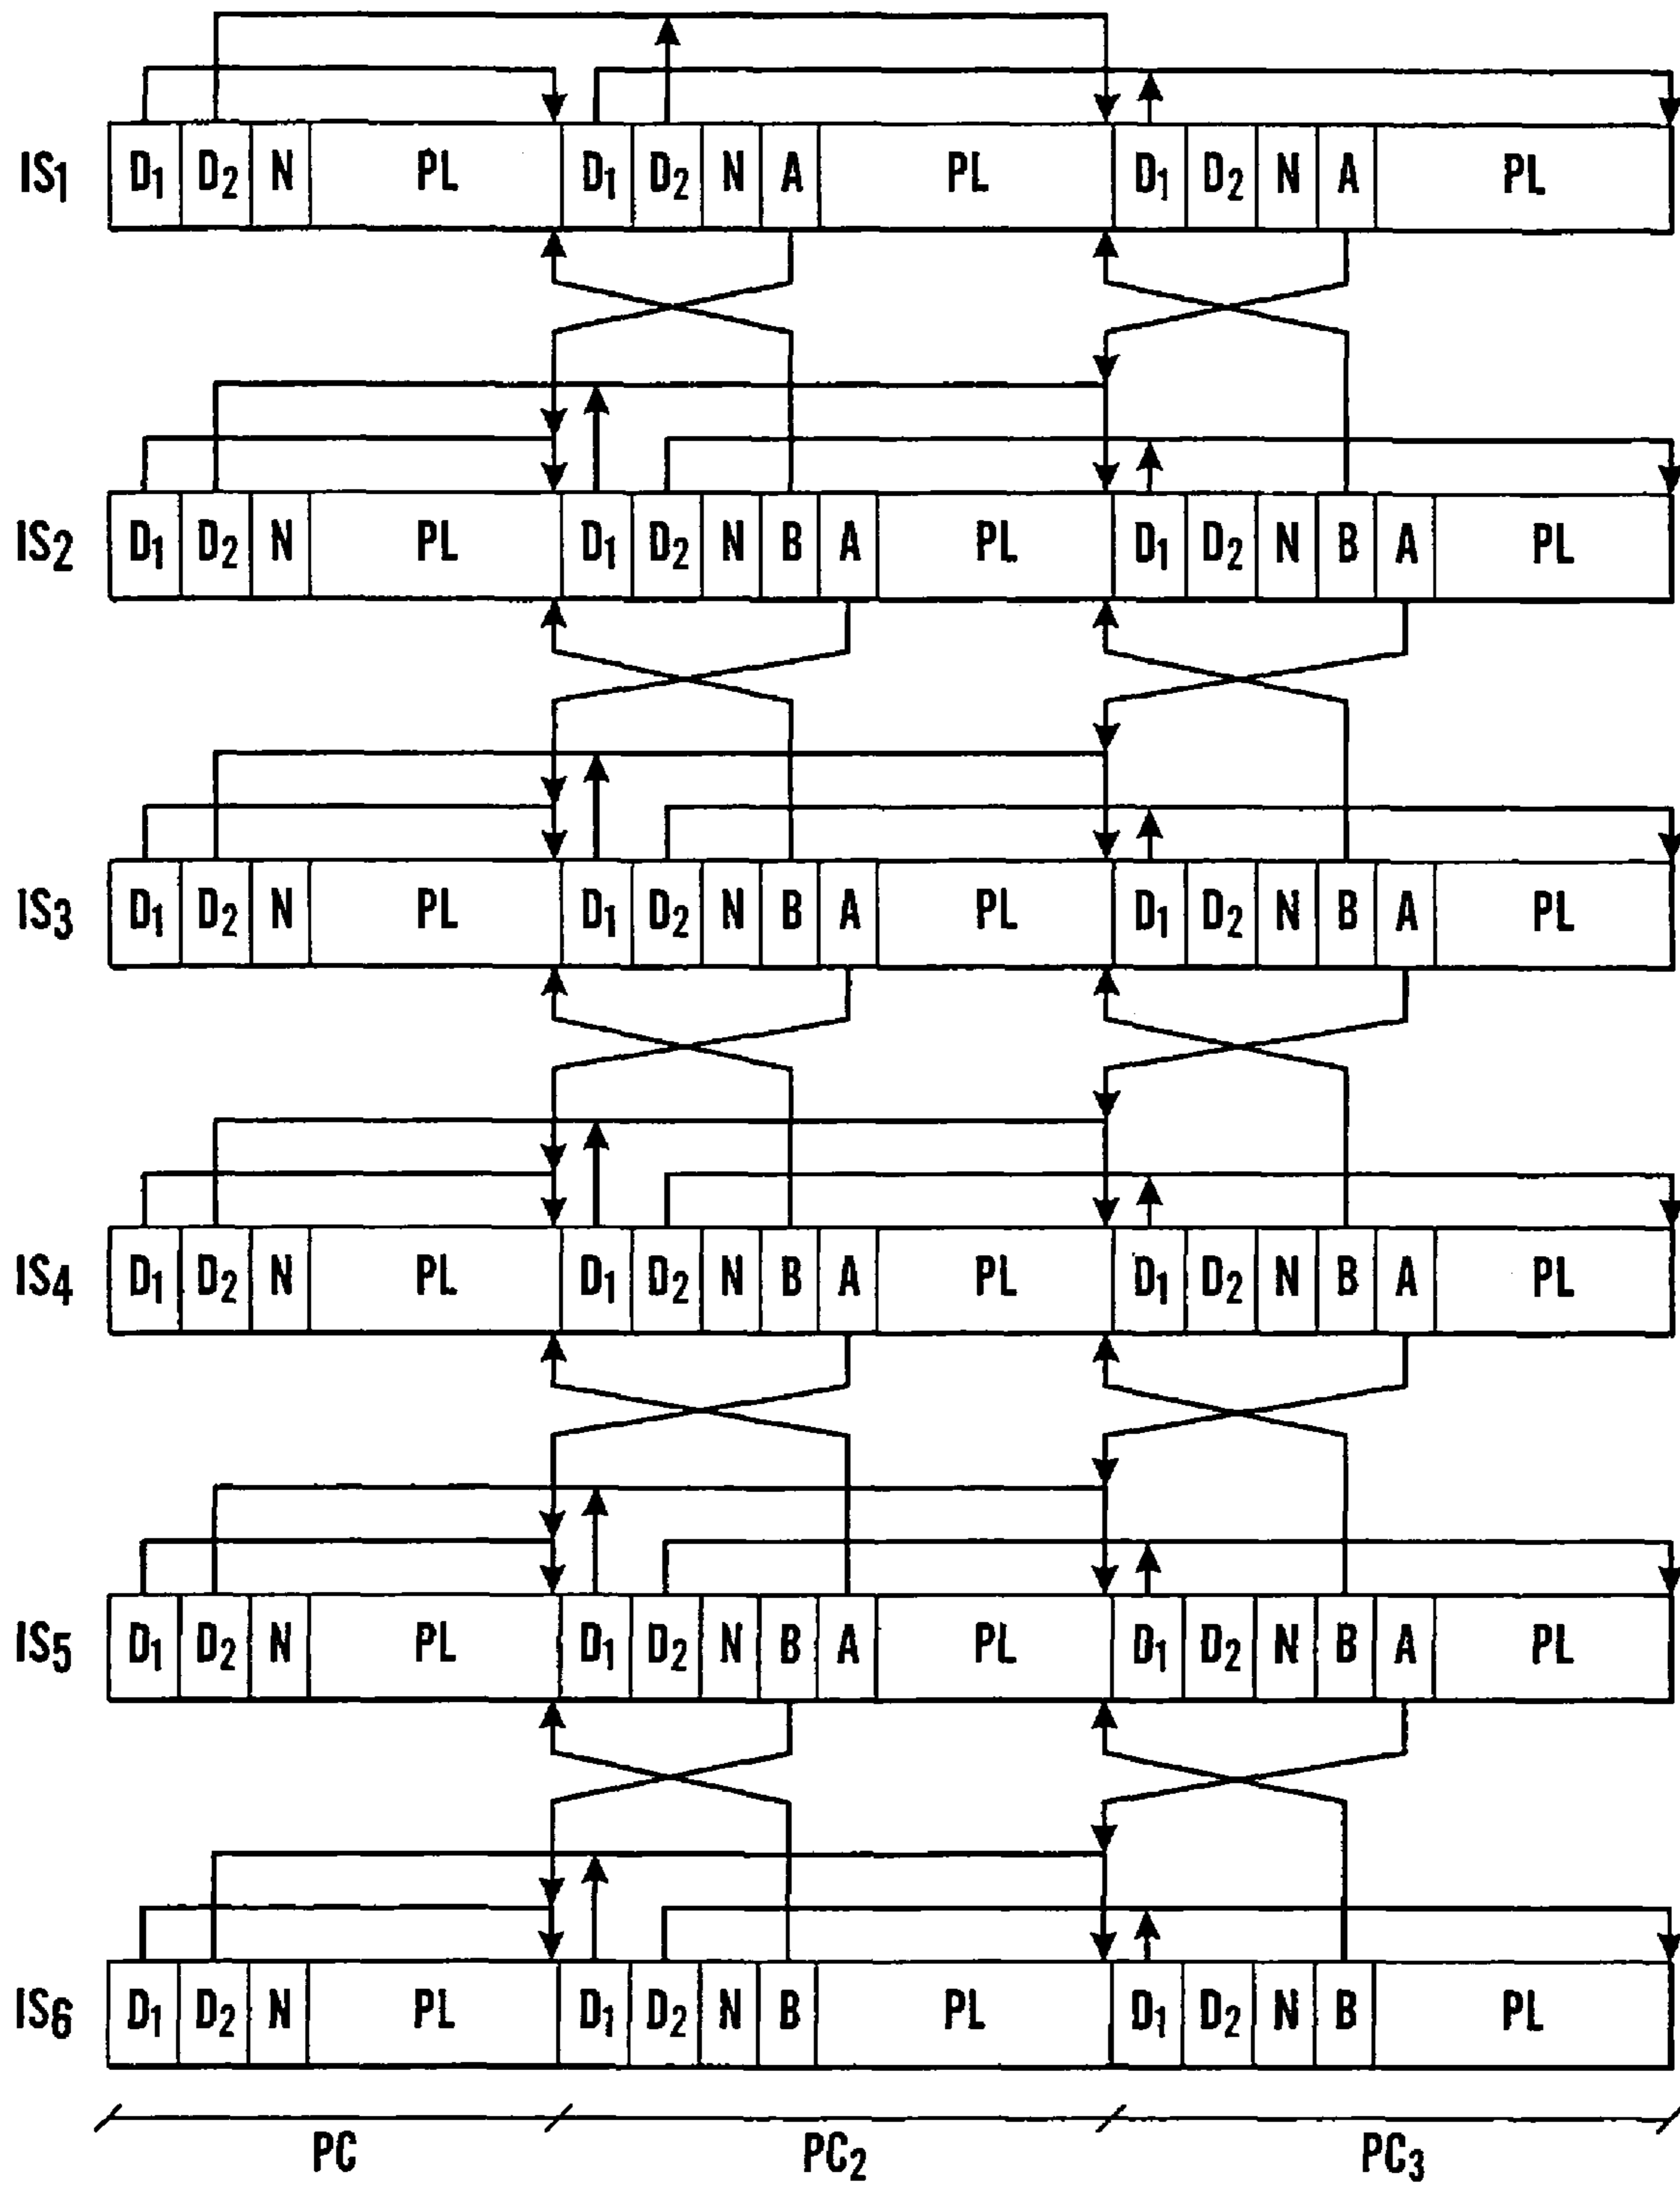 IS1 D1 D2 N PL D1 D2 N A PL D1 D2 N A PL
IS2 D1 D2 N PL D1 D2 N B A PL D1 D2 N B A PL
IS3 D1 D2 N PL D1 D2 N B A PL D1 D2 N B A PL
IS4 D1 D2 N PL D1 D2 N B A PL D1 D2 N B A PL
IS5 D1 D2 N PL D1 D2 N B A PL D1 D2 N B A PL
IS6 D1 D2 N PL D1 D2 N B PL D1 D2 N B PL
PC PC2 PC3